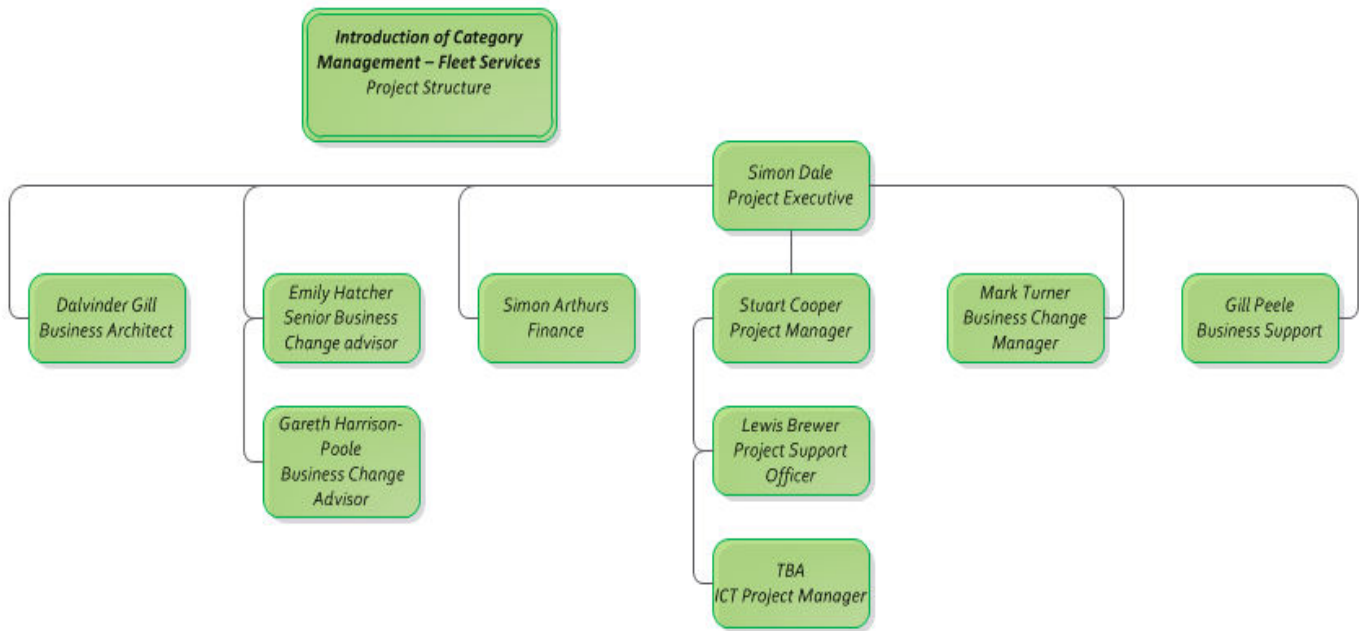 Introduction of Category
Management – Fleet Services
Project Structure
Simon Dale
Project Executive
Dalvinder Gill
Business Architect
Emily Hatcher
Senior Business
Change advisor
Simon Arthurs
Finance
Stuart Cooper
Project Manager
Mark Turner
Business Change
Manager
Gill Peele
Business Support
Gareth Harrison-
Poole
Business Change
Advisor
Lewis Brewer
Project Support
Officer
TBA
ICT Project Manager